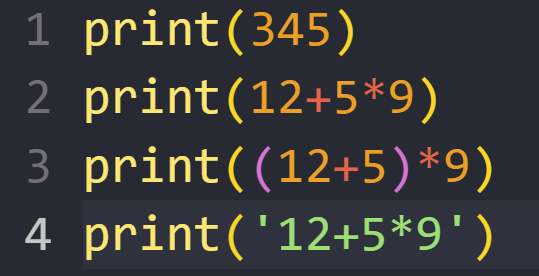 1 print(345)
2 print(12+5*9)
3 print((12+5)*9)
4 print('12+5*9')